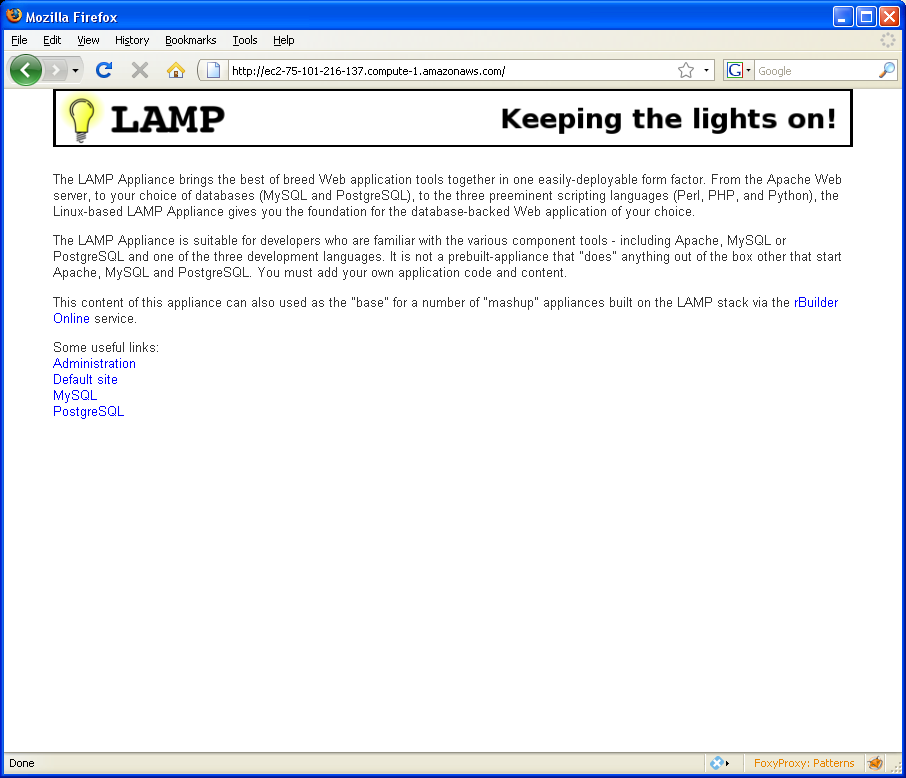 Mozilla Firefox
File Edit View History Bookmarks Tools Help
http://ec2-75-101-216-137.compute-1.amazonaws.com/ G Google
LAMP Keeping the lights on!
The LAMP Appliance brings the best of breed Web application tools together in one easily-deployable form factor. From the Apache Web
server, to your choice of databases (MySQL and PostgreSQL), to the three preeminent scripting languages (Perl, PHP, and Python), the
Linux-based LAMP Appliance gives you the foundation for the database-backed Web application of your choice.
The LAMP Appliance is suitable for developers who are familiar with the various component tools - including Apache, MySQL or
PostgreSQL and one of the three development languages. It is not a prebuilt-appliance that "does" anything out of the box other that start
Apache, MySQL and PostgreSQL. You must add your own application code and content.
This content of this appliance can also used as the "base" for a number of "mashup" appliances built on the LAMP stack via the rBuilder
Online service.
Some useful links:
Administration
Default site
MySQL
PostgreSQL
Done FoxyProxy: Patterns